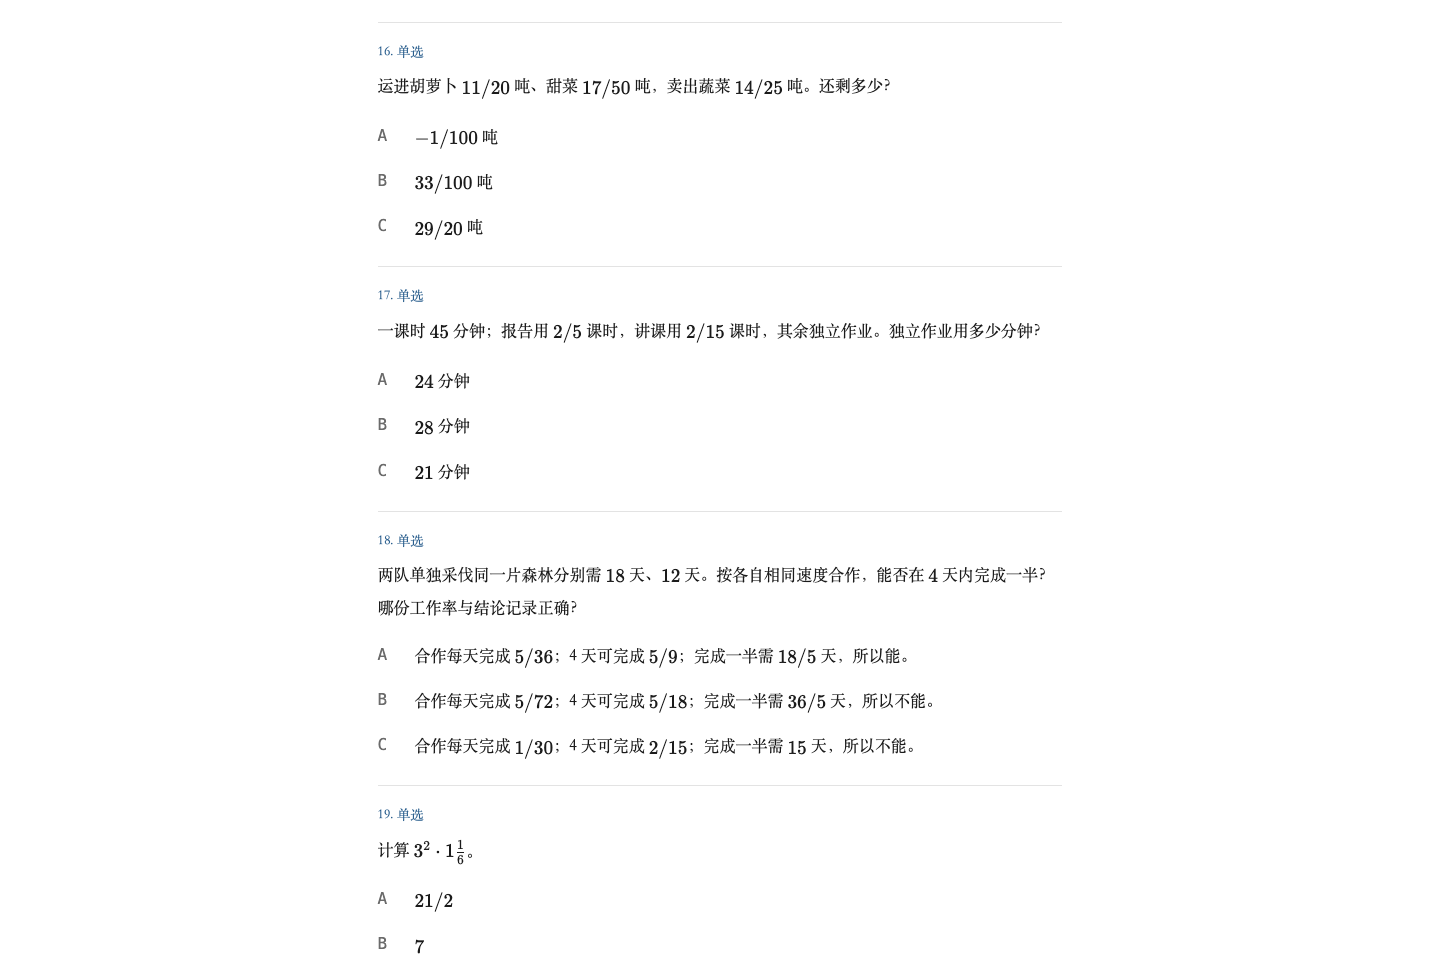 16. 单选
运进胡萝卜 11/20 吨、甜菜 17/50 吨，卖出蔬菜 14/25 吨。还剩多少？
A −1/100 吨
B 33/100 吨
C 29/20 吨
17. 单选
一课时 45 分钟；报告用 2/5 课时，讲课用 2/15 课时，其余独立作业。独立作业用多少分钟？
A 24 分钟
B 28 分钟
C 21 分钟
18. 单选
两队单独采伐同一片森林分别需 18 天、12 天。按各自相同速度合作，能否在 4 天内完成一半？
哪份工作率与结论记录正确？
A 合作每天完成 5/36；4 天可完成 5/9；完成一半需 18/5 天，所以能。
B 合作每天完成 5/72；4 天可完成 5/18；完成一半需 36/5 天，所以不能。
C 合作每天完成 1/30；4 天可完成 2/15；完成一半需 15 天，所以不能。
19. 单选
计算 3² · 1 1/6。
A 21/2
B 7